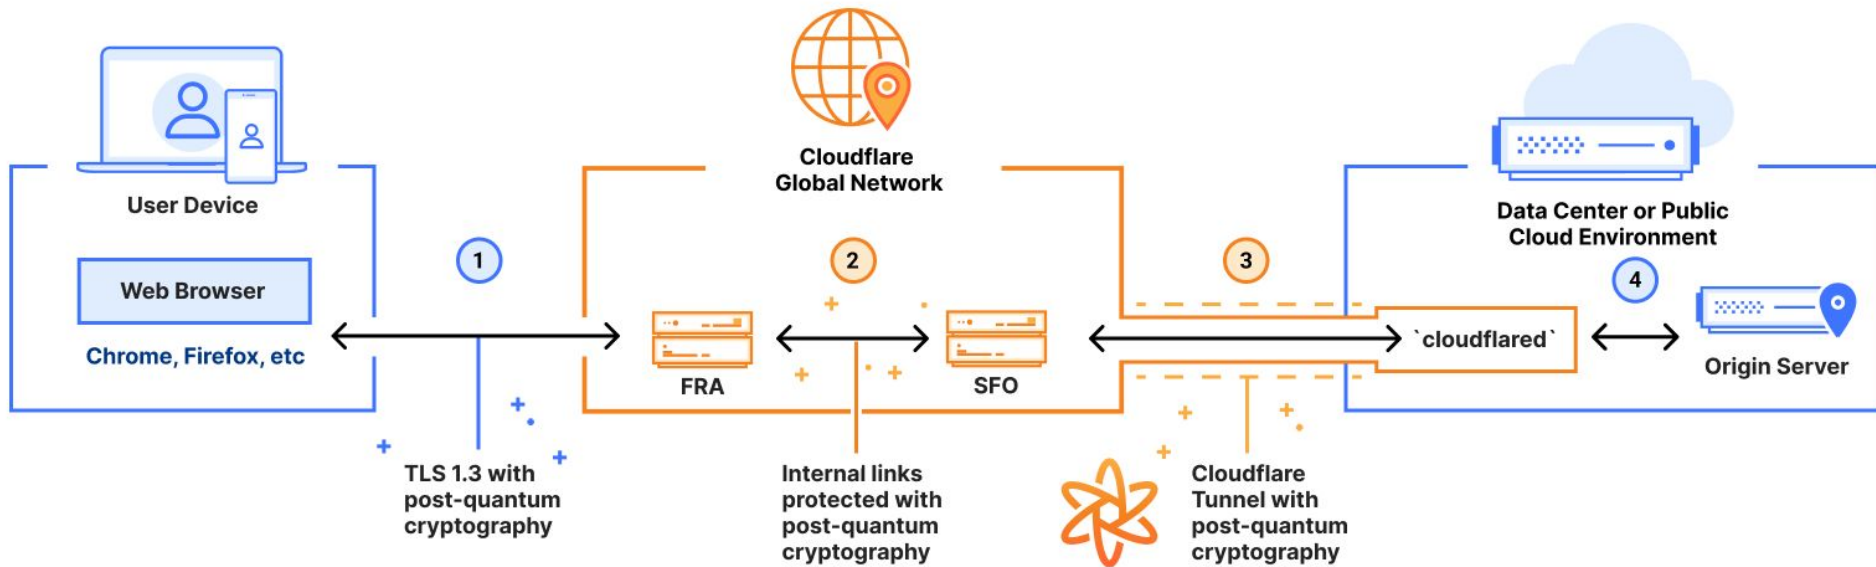 User Device
Web Browser
Chrome, Firefox, etc
1
TLS 1.3 with
post-quantum
cryptography
Cloudflare
Global Network
2
FRA
SFO
Internal links
protected with
post-quantum
cryptography
3
Cloudflare
Tunnel with
post-quantum
cryptography
Data Center or Public
Cloud Environment
`cloudflared`
4
Origin Server